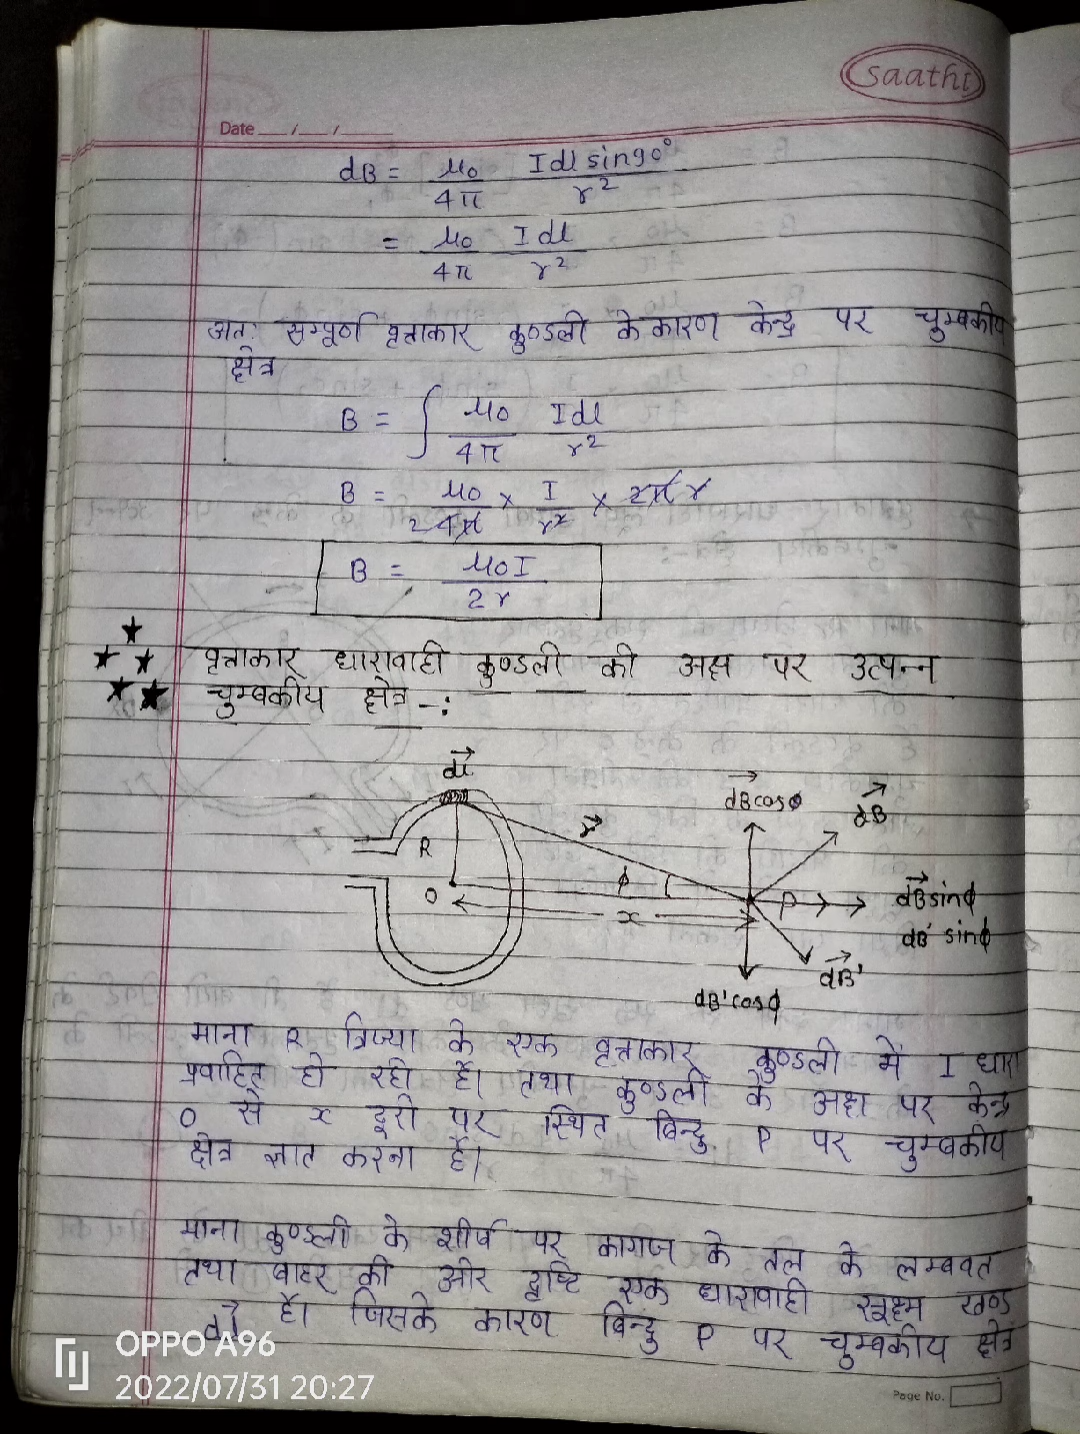 saathi
Date __/__/____
dB = μ₀/4π Idl sin90°/r²
= μ₀/4π Idl/r²
अतः सम्पूर्ण वृत्ताकार कुण्डली के कारण केन्द्र पर चुम्बकीय
क्षेत्र
B = ∫ μ₀/4π Idl/r²
B = μ₀/4π × I/r² × 2πr
B = μ₀I/2r
वृत्ताकार धारावाही कुण्डली की अक्ष पर उत्पन्न
चुम्बकीय क्षेत्र -:
dl
dBcosϕ
dB
r
R
ϕ
O
P
dBsinϕ
x
dB' sinϕ
dB'
dB'cosϕ
माना R त्रिज्या के एक वृत्ताकार कुण्डली में I धारा
प्रवाहित हो रही है। तथा कुण्डली के अक्ष पर केन्द्र
O से x दूरी पर स्थित बिन्दु P पर चुम्बकीय
क्षेत्र ज्ञात करना है।
माना कुण्डली के शीर्ष पर कागज के तल के लम्बवत
तथा बाहर की ओर दृष्टि एक धारावाही सूक्ष्म खण्ड
dl है। जिसके कारण बिन्दु P पर चुम्बकीय क्षेत्र
OPPO A96
2022/07/31 20:27
Page No.